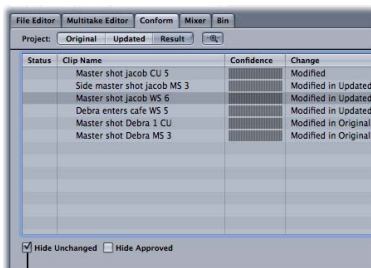 File Editor Multitake Editor Conform Mixer Bin
Project: Original Updated Result
Status Clip Name Confidence Change
Master shot jacob CU 5 Modified
Side master shot jacob MS 3 Modified in Updated
Master shot jacob WS 6 Modified in Updated
Debra enters cafe WS 5 Modified in Updated
Master shot Debra 1 CU Modified in Original
Master shot Debra MS 3 Modified in Original
Hide Unchanged Hide Approved